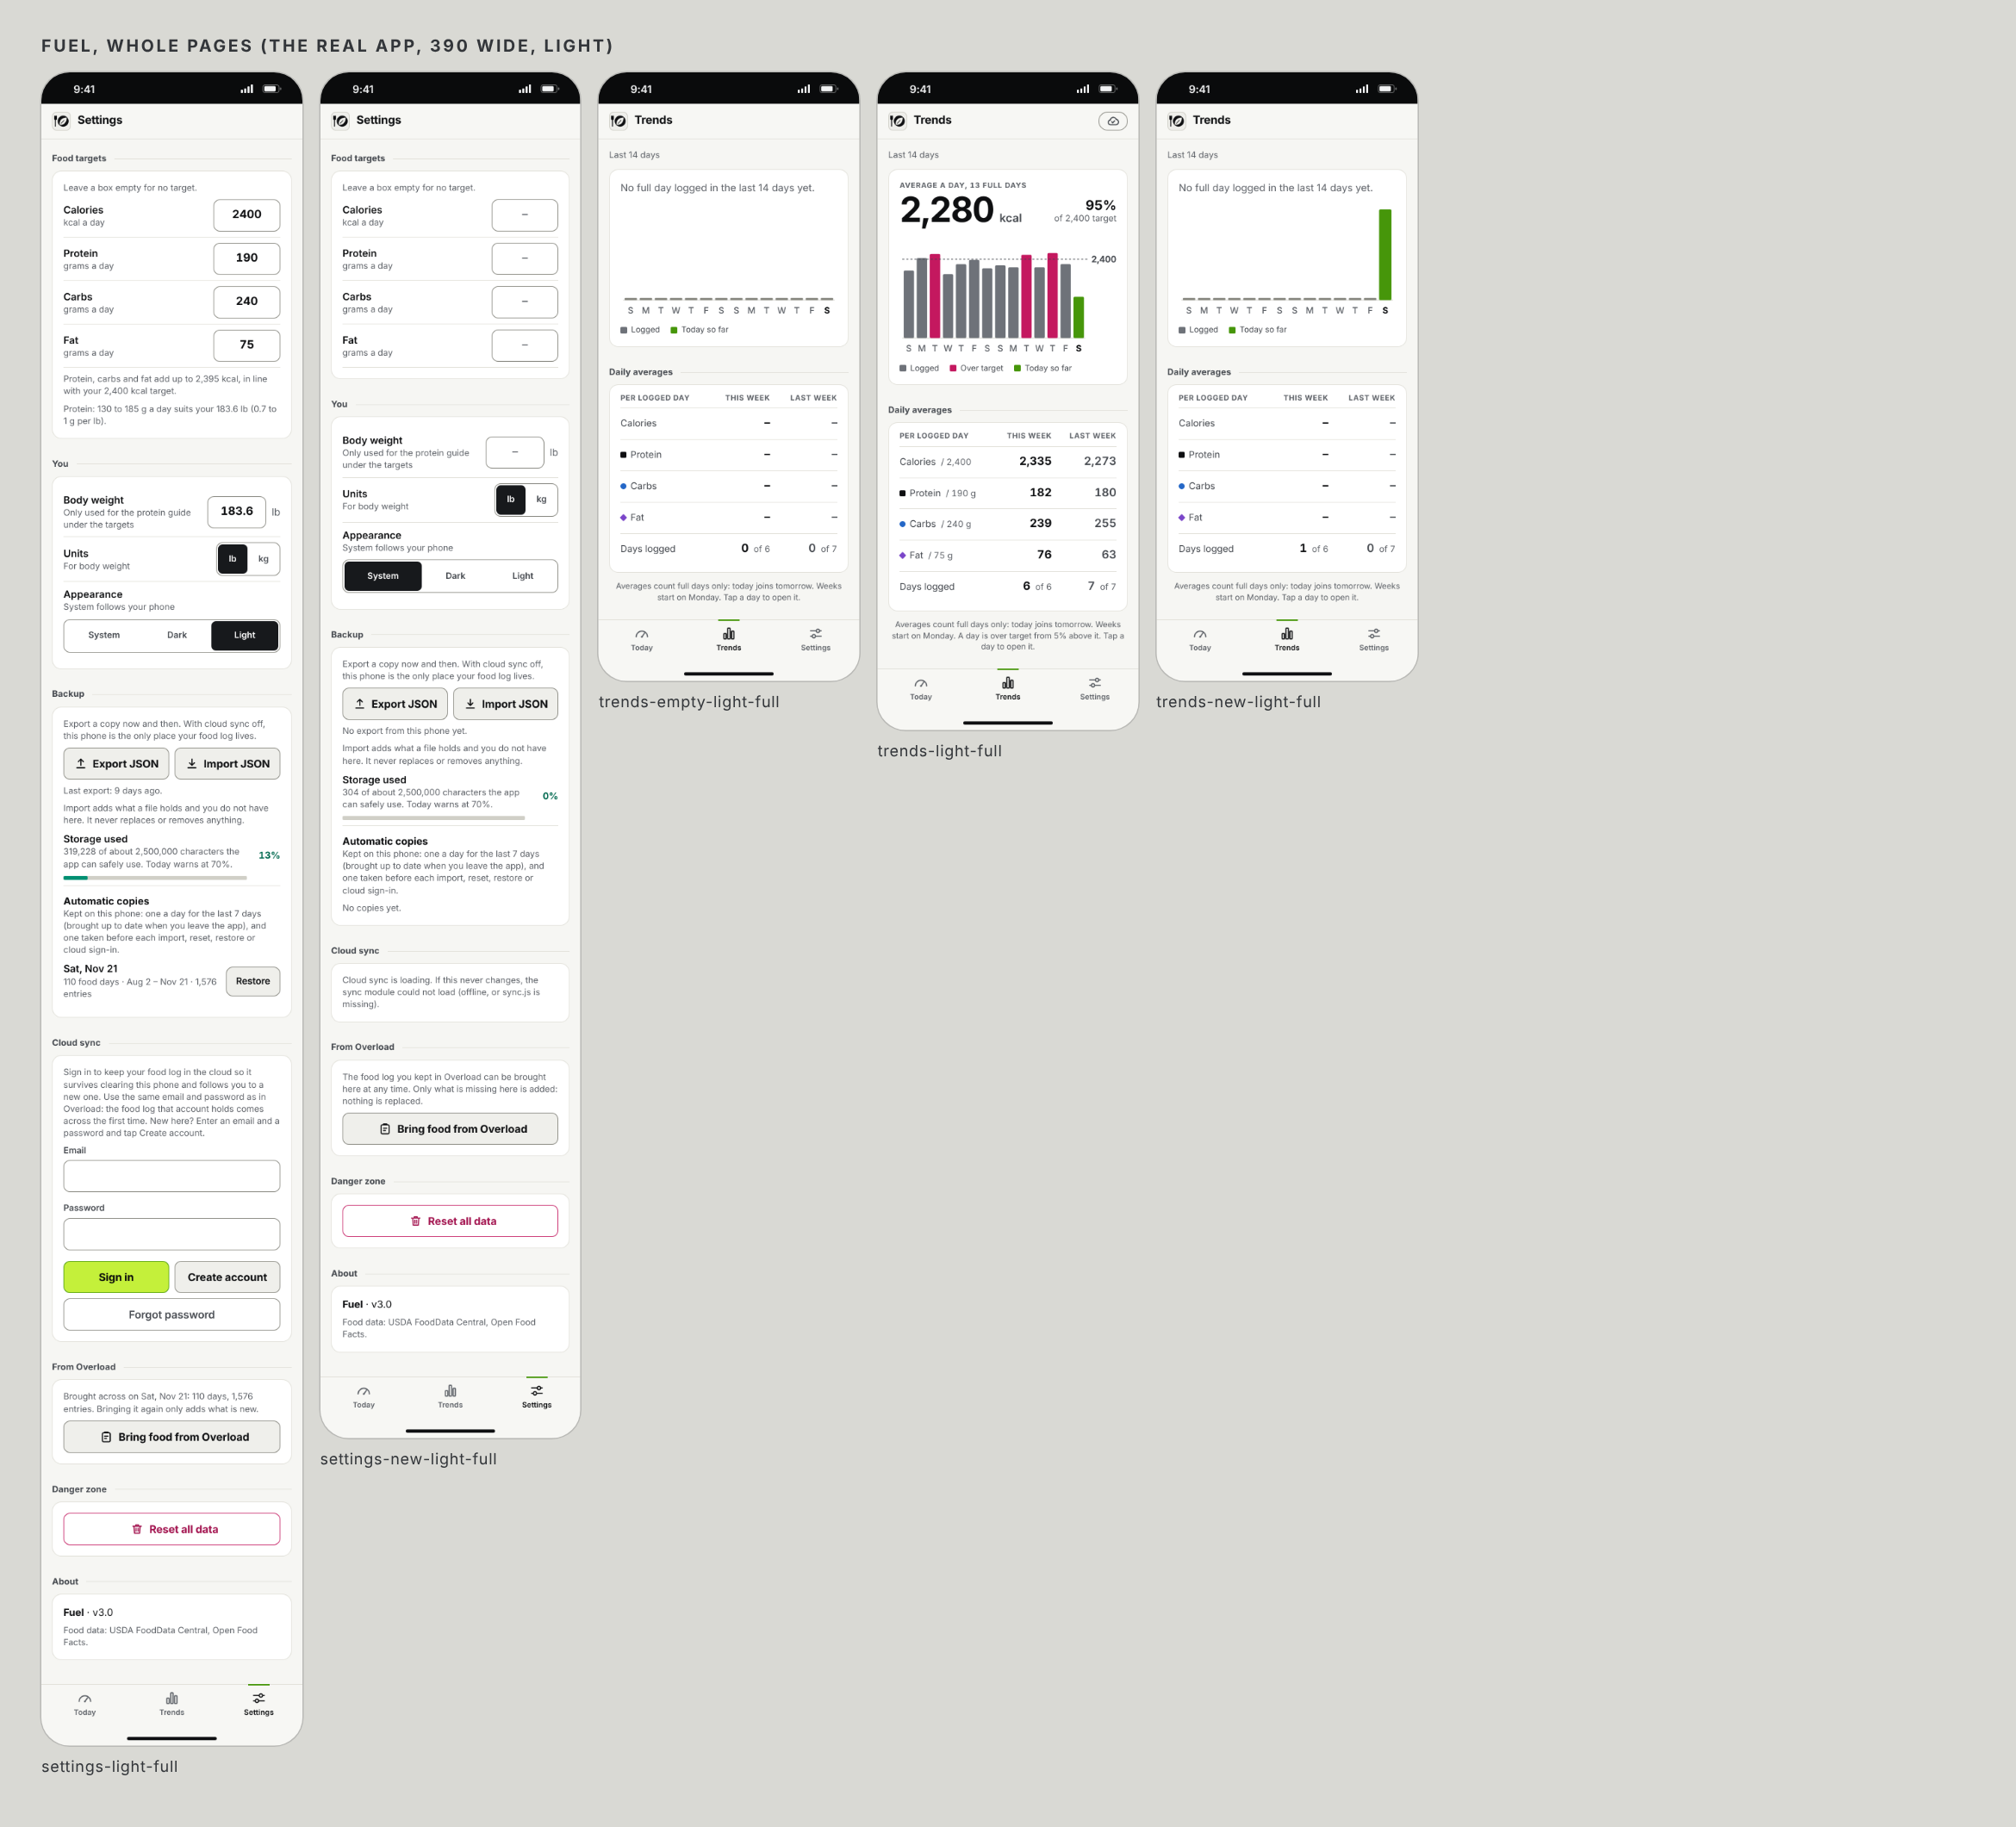 FUEL, WHOLE PAGES (THE REAL APP, 390 WIDE, LIGHT)
9:41
Settings
Food targets
Leave a box empty for no target.
Calories
kcal a day
2400
Protein
grams a day
190
Carbs
grams a day
240
Fat
grams a day
75
Protein, carbs and fat add up to 2,395 kcal, in line
with your 2,400 kcal target.
Protein: 130 to 185 g a day suits your 183.6 lb (0.7 to
1 g per lb).
You
Body weight
Only used for the protein guide
under the targets
183.6 lb
Units
For body weight
lb kg
Appearance
System follows your phone
System Dark Light
Backup
Export a copy now and then. With cloud sync off,
this phone is the only place your food log lives.
Export JSON Import JSON
Last export: 9 days ago.
Import adds what a file holds and you do not have
here. It never replaces or removes anything.
Storage used
319,228 of about 2,500,000 characters the
app can safely use. Today warns at 70%.
13%
Automatic copies
Kept on this phone: one a day for the last 7 days
(brought up to date when you leave the app), and
one taken before each import, reset, restore or
cloud sign-in.
Sat, Nov 21
110 food days · Aug 2 – Nov 21 · 1,576
entries
Restore
Cloud sync
Sign in to keep your food log in the cloud so it
survives clearing this phone and follows you to a
new one. Use the same email and password as in
Overload: the food log that account holds comes
across the first time. New here? Enter an email and a
password and tap Create account.
Email
Password
Sign in Create account
Forgot password
From Overload
Brought across on Sat, Nov 21: 110 days, 1,576
entries. Bringing it again only adds what is new.
Bring food from Overload
Danger zone
Reset all data
About
Fuel · v3.0
Food data: USDA FoodData Central, Open Food
Facts.
Today Trends Settings
settings-light-full
9:41
Settings
Food targets
Leave a box empty for no target.
Calories
kcal a day
–
Protein
grams a day
–
Carbs
grams a day
–
Fat
grams a day
–
You
Body weight
Only used for the protein guide
under the targets
– lb
Units
For body weight
lb kg
Appearance
System follows your phone
System Dark Light
Backup
Export a copy now and then. With cloud sync off,
this phone is the only place your food log lives.
Export JSON Import JSON
No export from this phone yet.
Import adds what a file holds and you do not have
here. It never replaces or removes anything.
Storage used
304 of about 2,500,000 characters the app
can safely use. Today warns at 70%.
0%
Automatic copies
Kept on this phone: one a day for the last 7 days
(brought up to date when you leave the app), and
one taken before each import, reset, restore or
cloud sign-in.
No copies yet.
Cloud sync
Cloud sync is loading. If this never changes, the
sync module could not load (offline, or sync.js is
missing).
From Overload
The food log you kept in Overload can be brought
here at any time. Only what is missing here is added:
nothing is replaced.
Bring food from Overload
Danger zone
Reset all data
About
Fuel · v3.0
Food data: USDA FoodData Central, Open Food
Facts.
Today Trends Settings
settings-new-light-full
9:41
Trends
Last 14 days
No full day logged in the last 14 days yet.
S M T W T F S S M T W T F S
Logged Today so far
Daily averages
PER LOGGED DAY THIS WEEK LAST WEEK
Calories – –
Protein – –
Carbs – –
Fat – –
Days logged 0 of 6 0 of 7
Averages count full days only: today joins tomorrow. Weeks
start on Monday. Tap a day to open it.
Today Trends Settings
trends-empty-light-full
9:41
Trends
Last 14 days
AVERAGE A DAY, 13 FULL DAYS
2,280 kcal
95%
of 2,400 target
2,400
S M T W T F S S M T W T F S
Logged Over target Today so far
Daily averages
PER LOGGED DAY THIS WEEK LAST WEEK
Calories / 2,400 2,335 2,273
Protein / 190 g 182 180
Carbs / 240 g 239 255
Fat / 75 g 76 63
Days logged 6 of 6 7 of 7
Averages count full days only: today joins tomorrow. Weeks
start on Monday. A day is over target from 5% above it. Tap a
day to open it.
Today Trends Settings
trends-light-full
9:41
Trends
Last 14 days
No full day logged in the last 14 days yet.
S M T W T F S S M T W T F S
Logged Today so far
Daily averages
PER LOGGED DAY THIS WEEK LAST WEEK
Calories – –
Protein – –
Carbs – –
Fat – –
Days logged 1 of 6 0 of 7
Averages count full days only: today joins tomorrow. Weeks
start on Monday. Tap a day to open it.
Today Trends Settings
trends-new-light-full